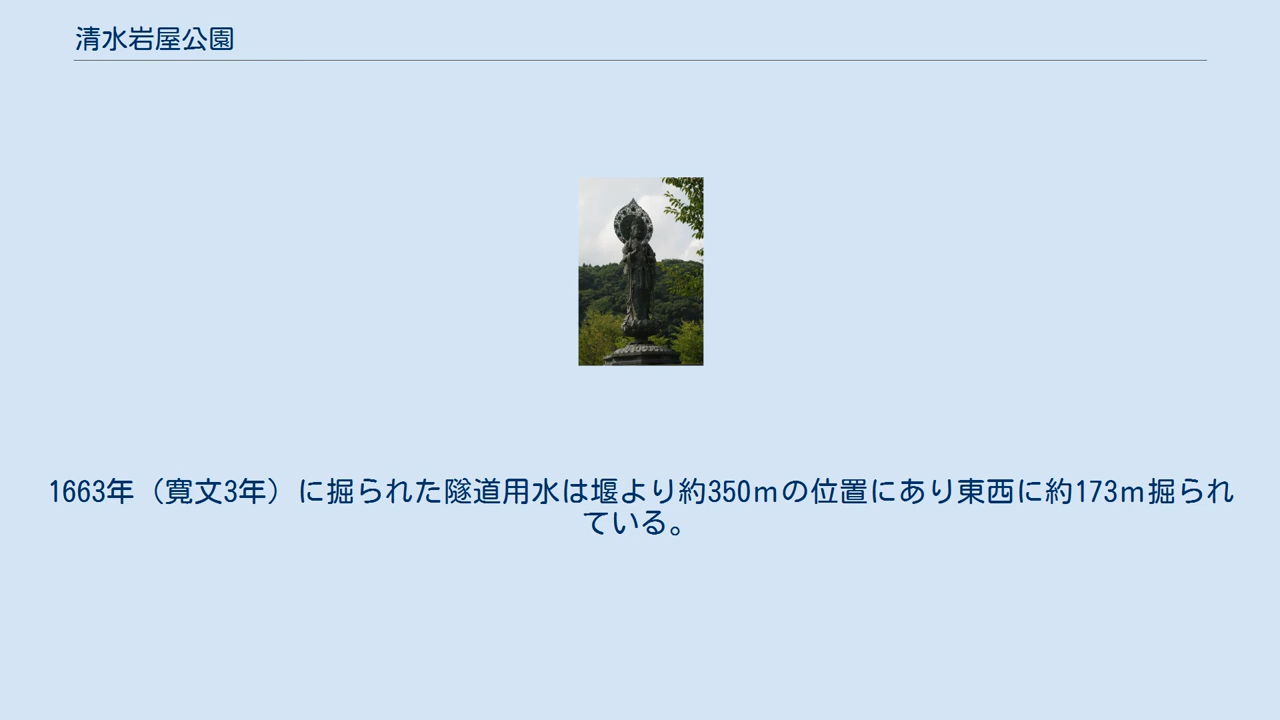 清水岩屋公園
1663年（寛文3年）に掘られた隧道用水は堰より約350ｍの位置にあり東西に約173ｍ掘られ
ている。